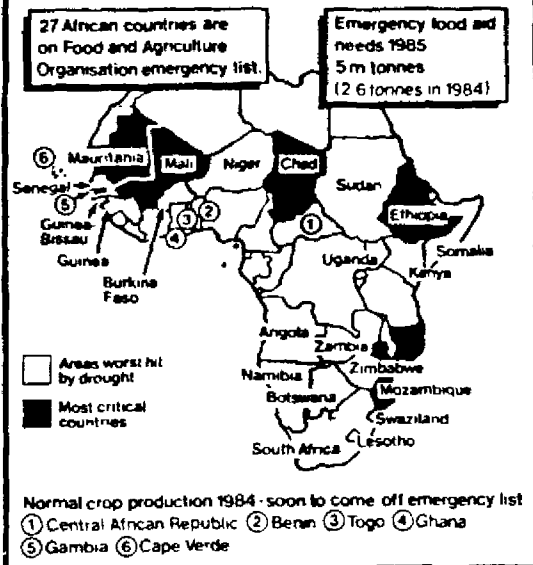 27 African countries are
on Food and Agriculture
Organisation emergency list.
Emergency food aid
needs 1985
5 m tonnes
(2 6 tonnes in 1984)
6
Mauritania
Mali
Niger
Chad
Senegal
5
Sudan
Ethiopia
Guinea-
Bissau
3
2
4
1
Guinea
Uganda
Somalia
Kenya
Burkina
Faso
Angola
Zambia
Areas worst hit
by drought
Zimbabwe
Namibia
Mozambique
Botswana
Most critical
countries
Swaziland
Lesotho
South Africa
Normal crop production 1984 - soon to come off emergency list
1 Central African Republic 2 Benin 3 Togo 4 Ghana
5 Gambia 6 Cape Verde